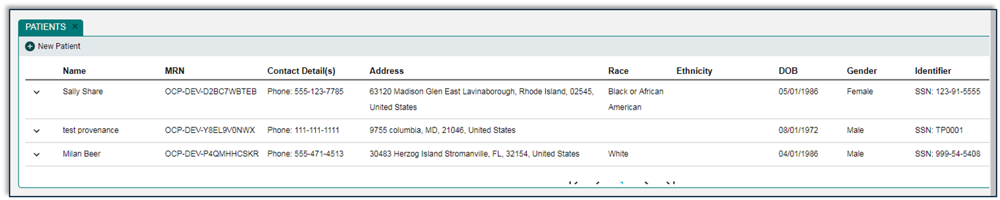 PATIENTS ×
New Patient
Name MRN Contact Detail(s) Address Race Ethnicity DOB Gender Identifier
Sally Share OCP-DEV-D2BC7WBTEB Phone: 555-123-7785 63120 Madison Glen East Lavinaborough, Rhode Island, 02545, Black or African 05/01/1986 Female SSN: 123-91-5555
United States American
test provenance OCP-DEV-Y8EL9V0NWX Phone: 111-111-1111 9755 columbia, MD, 21046, United States 08/01/1972 Male SSN: TP0001
Milan Beer OCP-DEV-P4QMHHCSKR Phone: 555-471-4513 30483 Herzog Island Stromanville, FL, 32154, United States White 04/01/1986 Male SSN: 999-54-5408
1